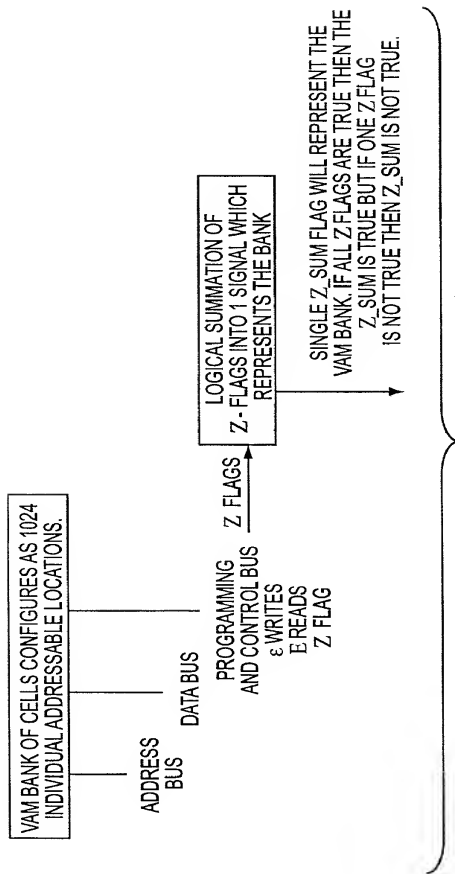 VAM BANK OF CELLS CONFIGURES AS 1024
INDIVIDUAL ADDRESSABLE LOCATIONS.
ADDRESS
BUS
DATA BUS
PROGRAMMING
AND CONTROL BUS
ε WRITES
E READS
Z FLAG
Z FLAGS
LOGICAL SUMMATION OF
Z - FLAGS INTO 1 SIGNAL WHICH
REPRESENTS THE BANK
SINGLE Z_SUM FLAG WILL REPRESENT THE
VAM BANK. IF ALL Z FLAGS ARE TRUE THEN THE
Z_SUM IS TRUE BUT IF ONE Z FLAG
IS NOT TRUE THEN Z_SUM IS NOT TRUE.